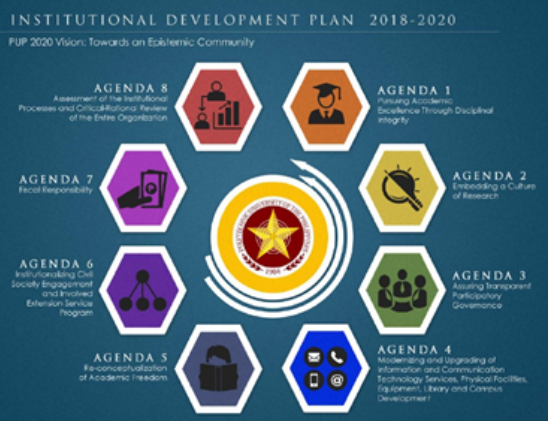 INSTITUTIONAL DEVELOPMENT PLAN 2018-2020
PUP 2020 Vision: Towards an Epistemic Community
AGENDA 8
Assessment of the Institutional
Processes and Critical-Rational Review
of the Entire Organization
AGENDA 1
Pursuing Academic
Excellence Through Disciplinal
Integrity
AGENDA 7
Fiscal Responsibility
AGENDA 2
Embedding a Culture
of Research
AGENDA 6
Institutionalizing Civil
Society Engagement
and Involved
Extension Service
Program
AGENDA 3
Assuring Transparent
Participatory
Governance
AGENDA 5
Re-conceptualization
of Academic Freedom
AGENDA 4
Modernizing and Upgrading of
Information and Communication
Technology Services, Physical Facilities,
Equipment, Library and Campus
Development
POLYTECHNIC UNIVERSITY OF THE PHILIPPINES
1904
@